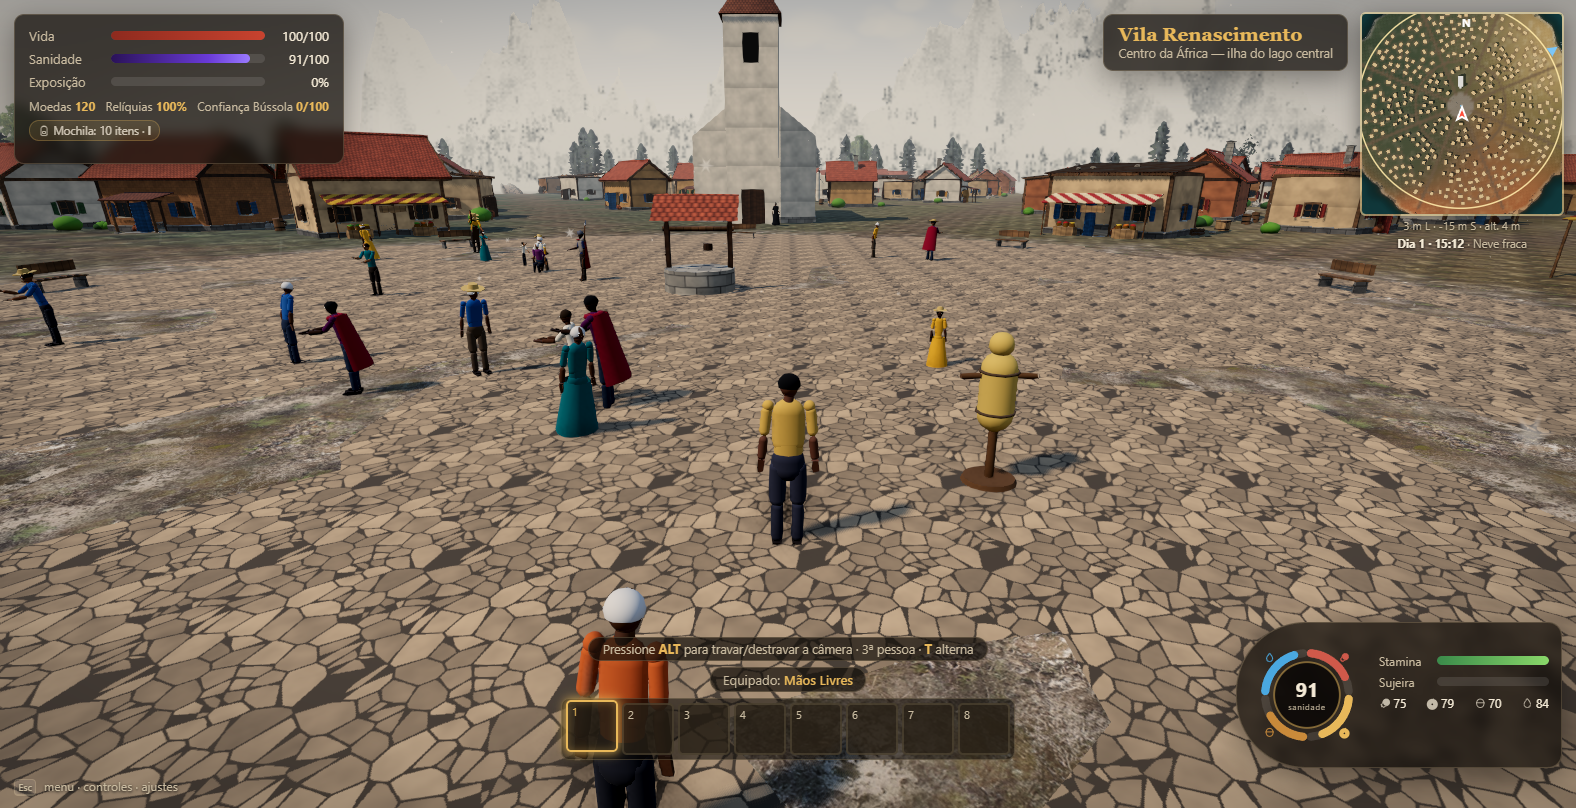 Vida 100/100
Sanidade 91/100
Exposição 0%
Moedas 120 Relíquias 100% Confiança Bússola 0/100
Mochila: 10 itens · I
Vila Renascimento
Centro da África — ilha do lago central
N
3 m L · -15 m S · alt. 4 m
Dia 1 - 15:12 · Neve fraca
Pressione ALT para travar/destravar a câmera · 3ª pessoa · T alterna
Equipado: Mãos Livres
1 2 3 4 5 6 7 8
91
sanidade
Stamina
Sujeira
75 79 70 84
Esc menu · controles · ajustes